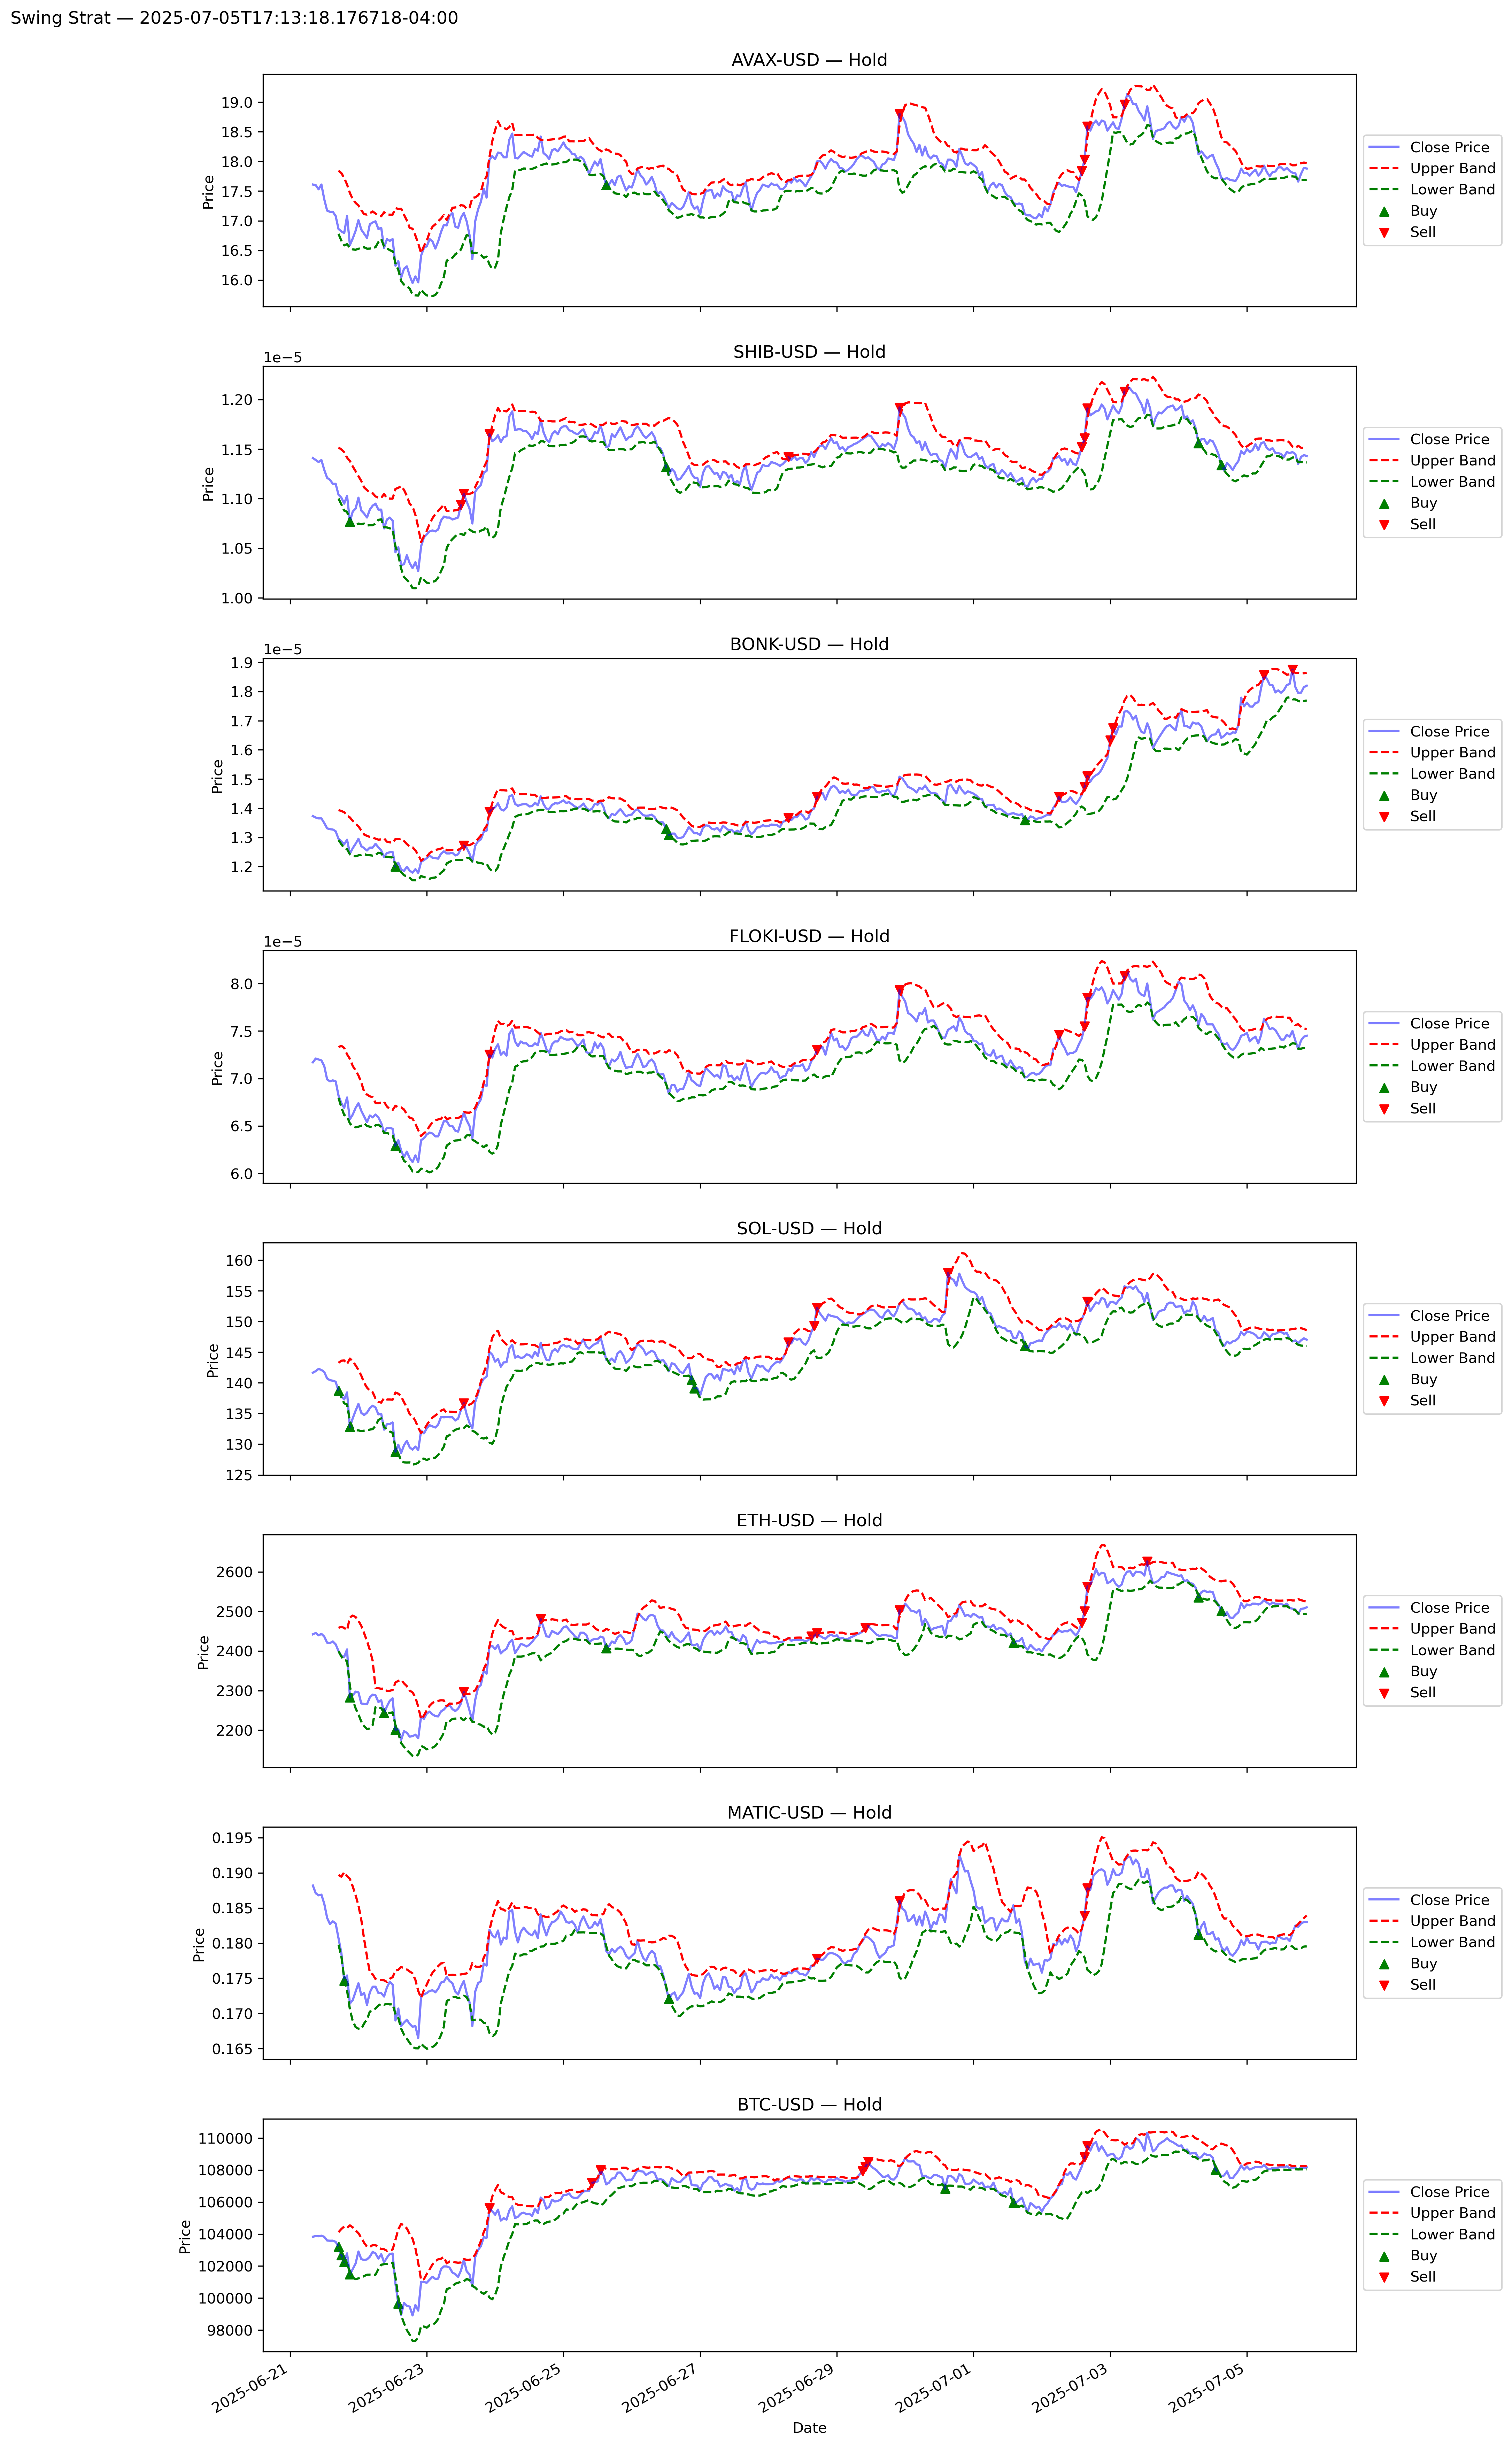 Swing Strat — 2025-07-05T17:13:18.176718-04:00
AVAX-USD — Hold
19.0
18.5
18.0
17.5
17.0
16.5
16.0
Price
Close Price
Upper Band
Lower Band
Buy
Sell
SHIB-USD — Hold
1e−5
1.20
1.15
1.10
1.05
1.00
Price
Close Price
Upper Band
Lower Band
Buy
Sell
BONK-USD — Hold
1e−5
1.9
1.8
1.7
1.6
1.5
1.4
1.3
1.2
Price
Close Price
Upper Band
Lower Band
Buy
Sell
FLOKI-USD — Hold
1e−5
8.0
7.5
7.0
6.5
6.0
Price
Close Price
Upper Band
Lower Band
Buy
Sell
SOL-USD — Hold
160
155
150
145
140
135
130
125
Price
Close Price
Upper Band
Lower Band
Buy
Sell
ETH-USD — Hold
2600
2500
2400
2300
2200
Price
Close Price
Upper Band
Lower Band
Buy
Sell
MATIC-USD — Hold
0.195
0.190
0.185
0.180
0.175
0.170
0.165
Price
Close Price
Upper Band
Lower Band
Buy
Sell
BTC-USD — Hold
110000
108000
106000
104000
102000
100000
98000
Price
Close Price
Upper Band
Lower Band
Buy
Sell
2025-06-21
2025-06-23
2025-06-25
2025-06-27
2025-06-29
2025-07-01
2025-07-03
2025-07-05
Date